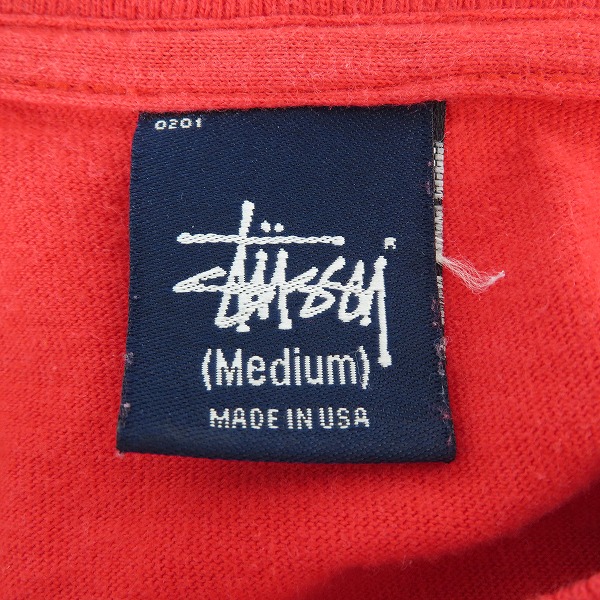 0201
stüssy
®
(Medium)
MADE IN USA